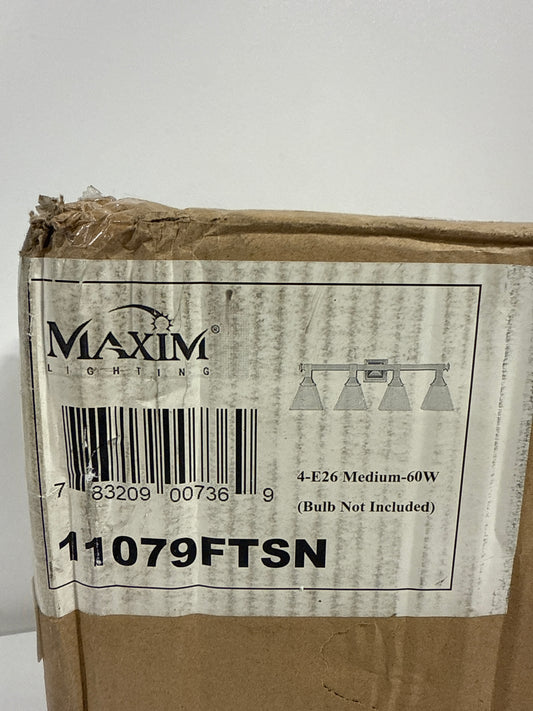 MAXIM®
LIGHTING
7 83209 00736 9
4-E26 Medium-60W
(Bulb Not Included)
11079FTSN